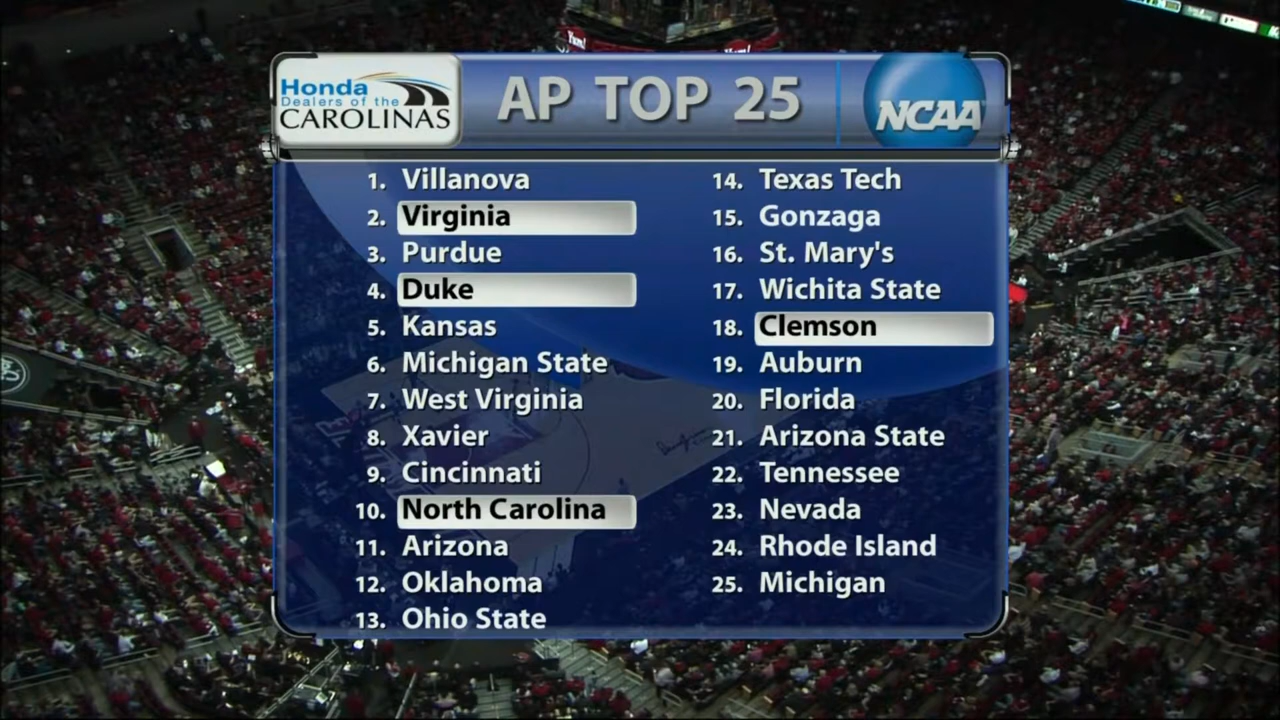 Honda
Dealers of the
CAROLINAS
AP TOP 25
NCAA
1. Villanova
2. Virginia
3. Purdue
4. Duke
5. Kansas
6. Michigan State
7. West Virginia
8. Xavier
9. Cincinnati
10. North Carolina
11. Arizona
12. Oklahoma
13. Ohio State
14. Texas Tech
15. Gonzaga
16. St. Mary's
17. Wichita State
18. Clemson
19. Auburn
20. Florida
21. Arizona State
22. Tennessee
23. Nevada
24. Rhode Island
25. Michigan